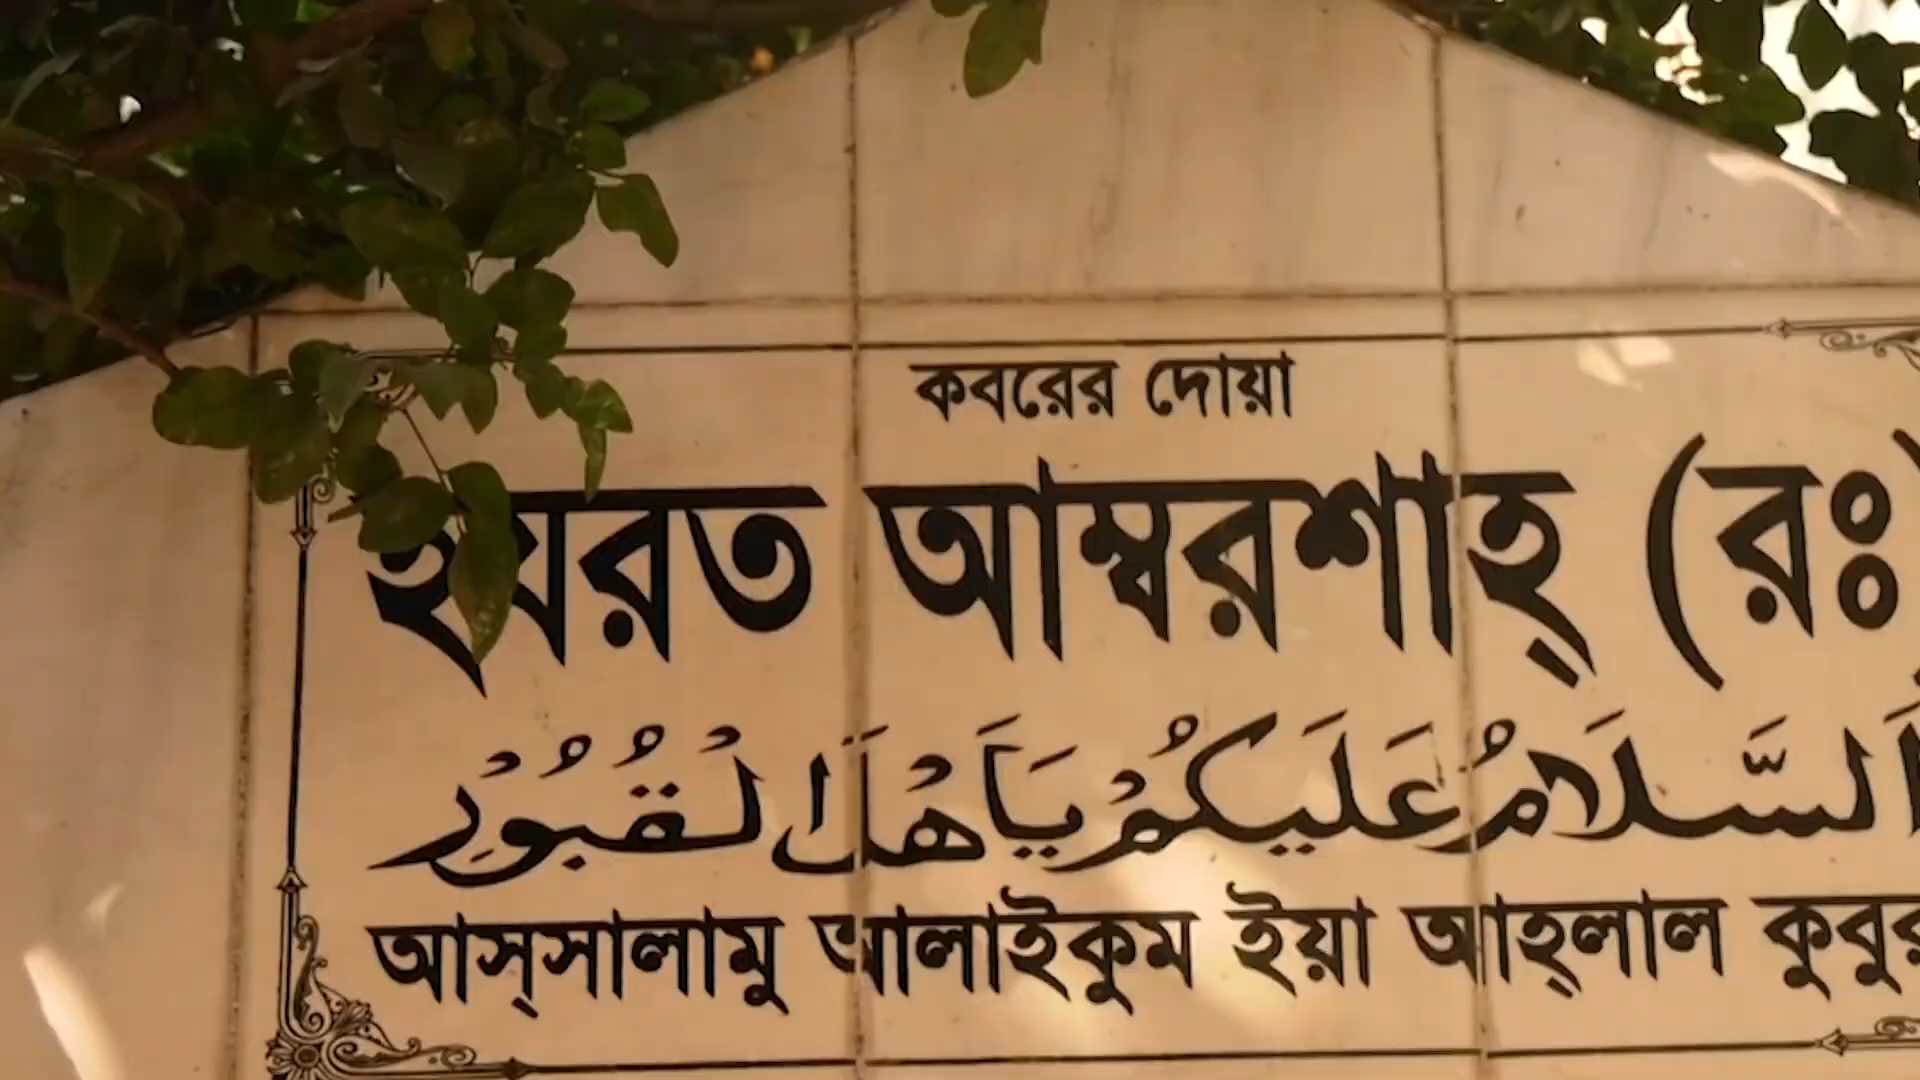 কবরের দোয়া
হযরত আম্বরশাহ্ (রঃ)
اَلسَّلَامُ عَلَيْكُمْ يَا اَهْلَ الْقُبُوْرِ
আস্সালামু আলাইকুম ইয়া আহ্লাল কুবুর